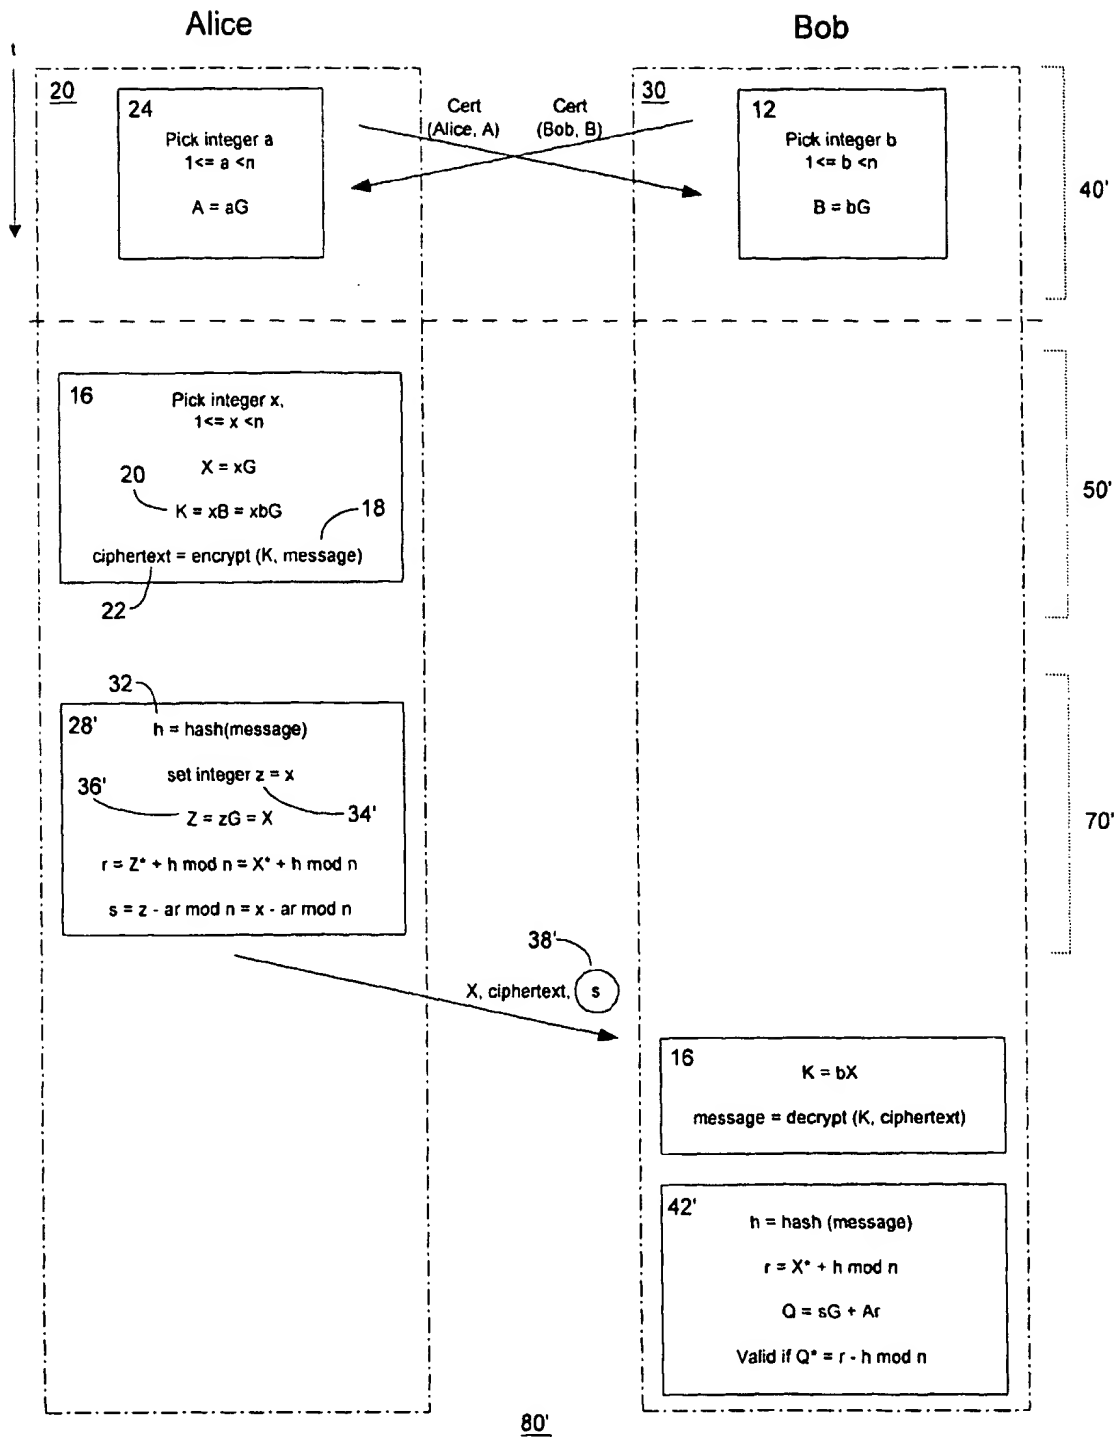 Alice
Bob
t
20
24
Pick integer a
1<= a <n
A = aG
Cert
(Alice, A)
Cert
(Bob, B)
30
12
Pick integer b
1<= b <n
B = bG
40'
16
Pick integer x,
1<= x <n
X = xG
20
K = xB = xbG
18
ciphertext = encrypt (K, message)
22
50'
32
28'
h = hash(message)
set integer z = x
36'
Z = zG = X
34'
r = Z* + h mod n = X* + h mod n
s = z - ar mod n = x - ar mod n
70'
38'
X, ciphertext, s
16
K = bX
message = decrypt (K, ciphertext)
42'
h = hash (message)
r = X* + h mod n
Q = sG + Ar
Valid if Q* = r - h mod n
80'